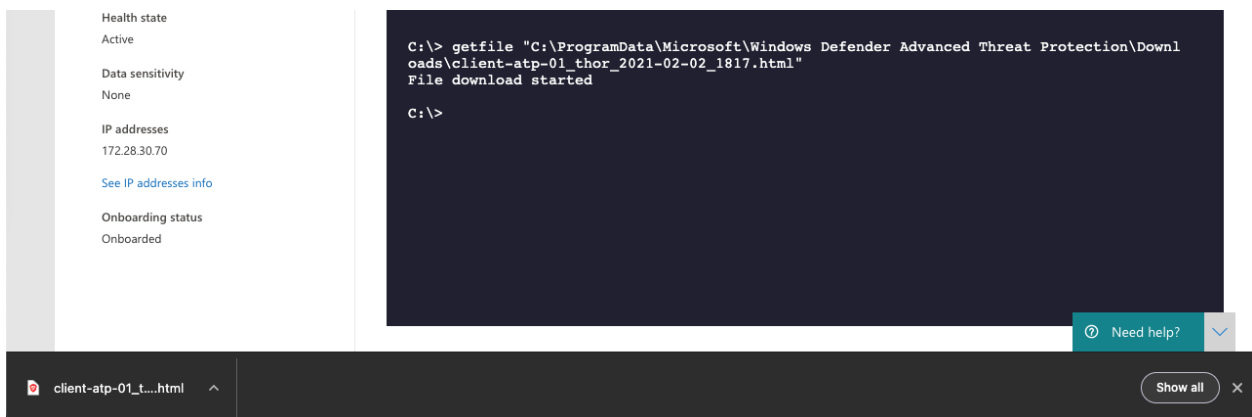 Health state
Active
Data sensitivity
None
IP addresses
172.28.30.70
See IP addresses info
Onboarding status
Onboarded
C:\> getfile "C:\ProgramData\Microsoft\Windows Defender Advanced Threat Protection\Downl
oads\client-atp-01_thor_2021-02-02_1817.html"
File download started
C:\>
Need help?
client-atp-01_t....html
Show all